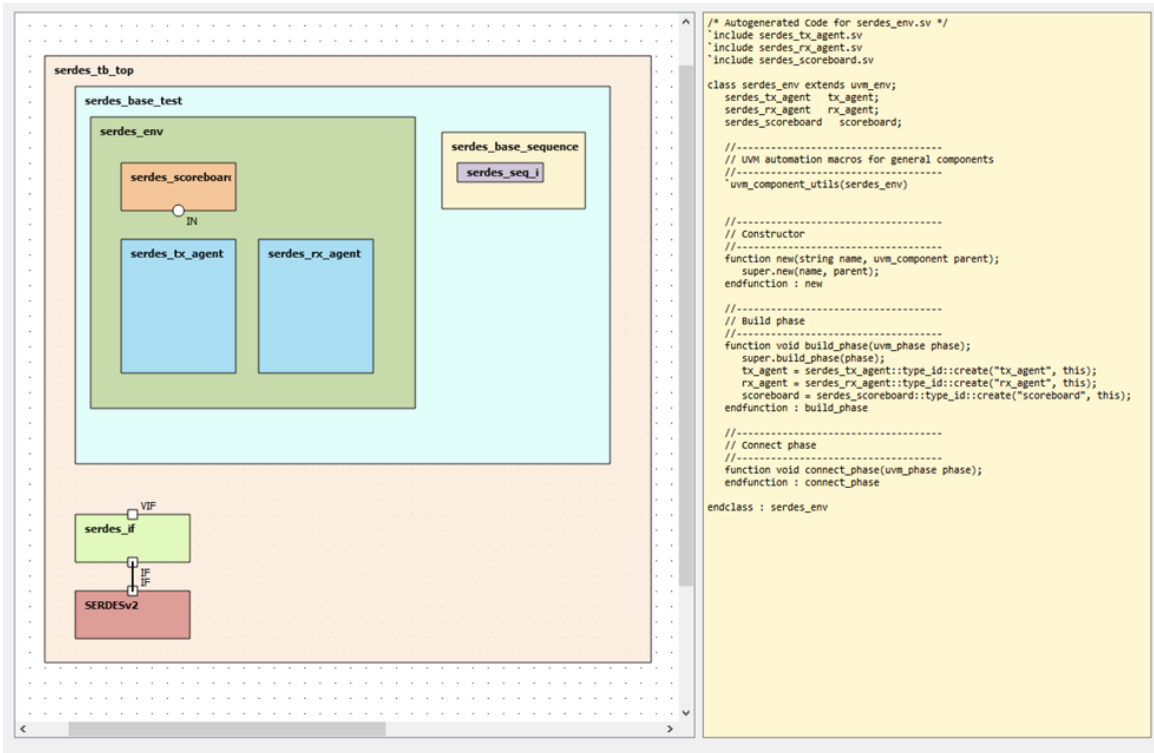 serdes_tb_top
serdes_base_test
serdes_env
serdes_base_sequence
serdes_seq_i
serdes_scoreboar
IN
serdes_tx_agent
serdes_rx_agent
VIF
serdes_if
IF
IF
SERDESv2
/* Autogenerated Code for serdes_env.sv */
`include serdes_tx_agent.sv
`include serdes_rx_agent.sv
`include serdes_scoreboard.sv
class serdes_env extends uvm_env;
serdes_tx_agent tx_agent;
serdes_rx_agent rx_agent;
serdes_scoreboard scoreboard;
//------------------------------------
// UVM automation macros for general components
//------------------------------------
`uvm_component_utils(serdes_env)
//------------------------------------
// Constructor
//------------------------------------
function new(string name, uvm_component parent);
super.new(name, parent);
endfunction : new
//------------------------------------
// Build phase
//------------------------------------
function void build_phase(uvm_phase phase);
super.build_phase(phase);
tx_agent = serdes_tx_agent::type_id::create("tx_agent", this);
rx_agent = serdes_rx_agent::type_id::create("rx_agent", this);
scoreboard = serdes_scoreboard::type_id::create("scoreboard", this);
endfunction : build_phase
//------------------------------------
// Connect phase
//------------------------------------
function void connect_phase(uvm_phase phase);
endfunction : connect_phase
endclass : serdes_env